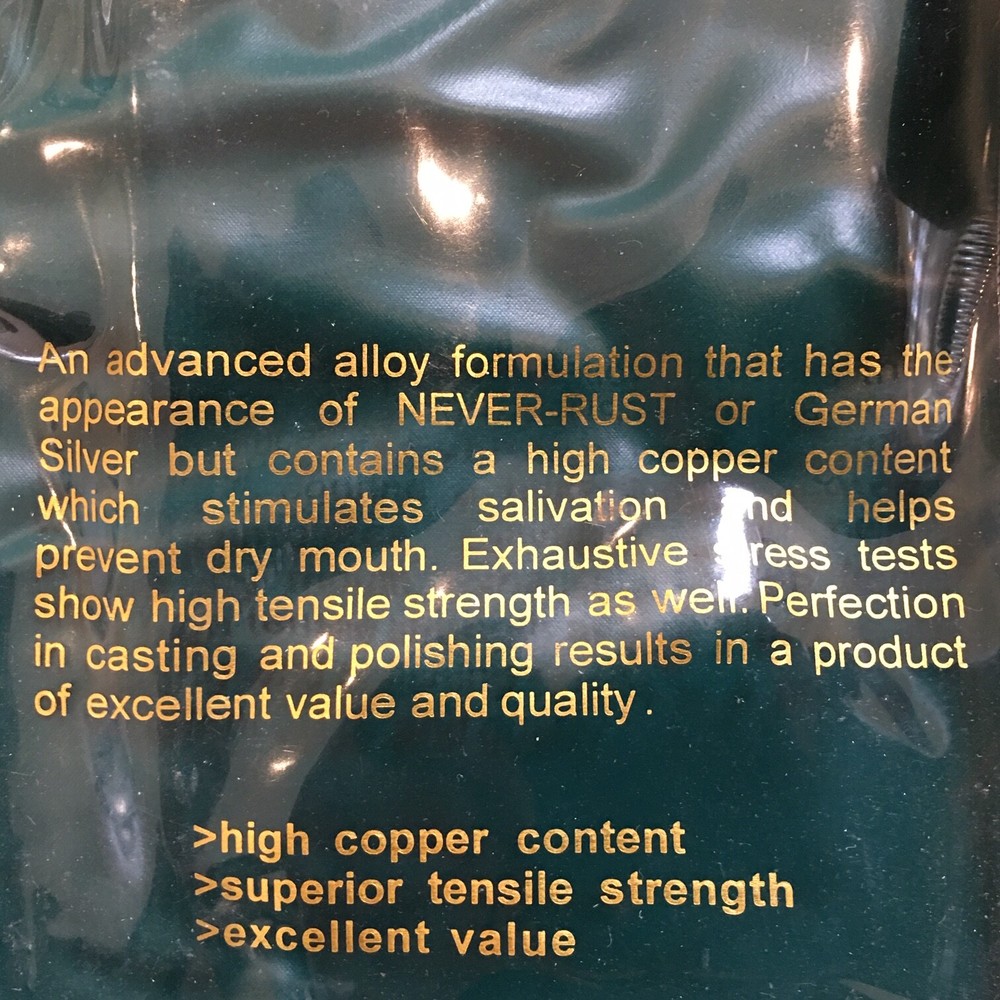 An advanced alloy formulation that has the
appearance of NEVER-RUST or German
Silver but contains a high copper content
which stimulates salivation and helps
prevent dry mouth. Exhaustive stress tests
show high tensile strength as well. Perfection
in casting and polishing results in a product
of excellent value and quality .
>high copper content
>superior tensile strength
>excellent value